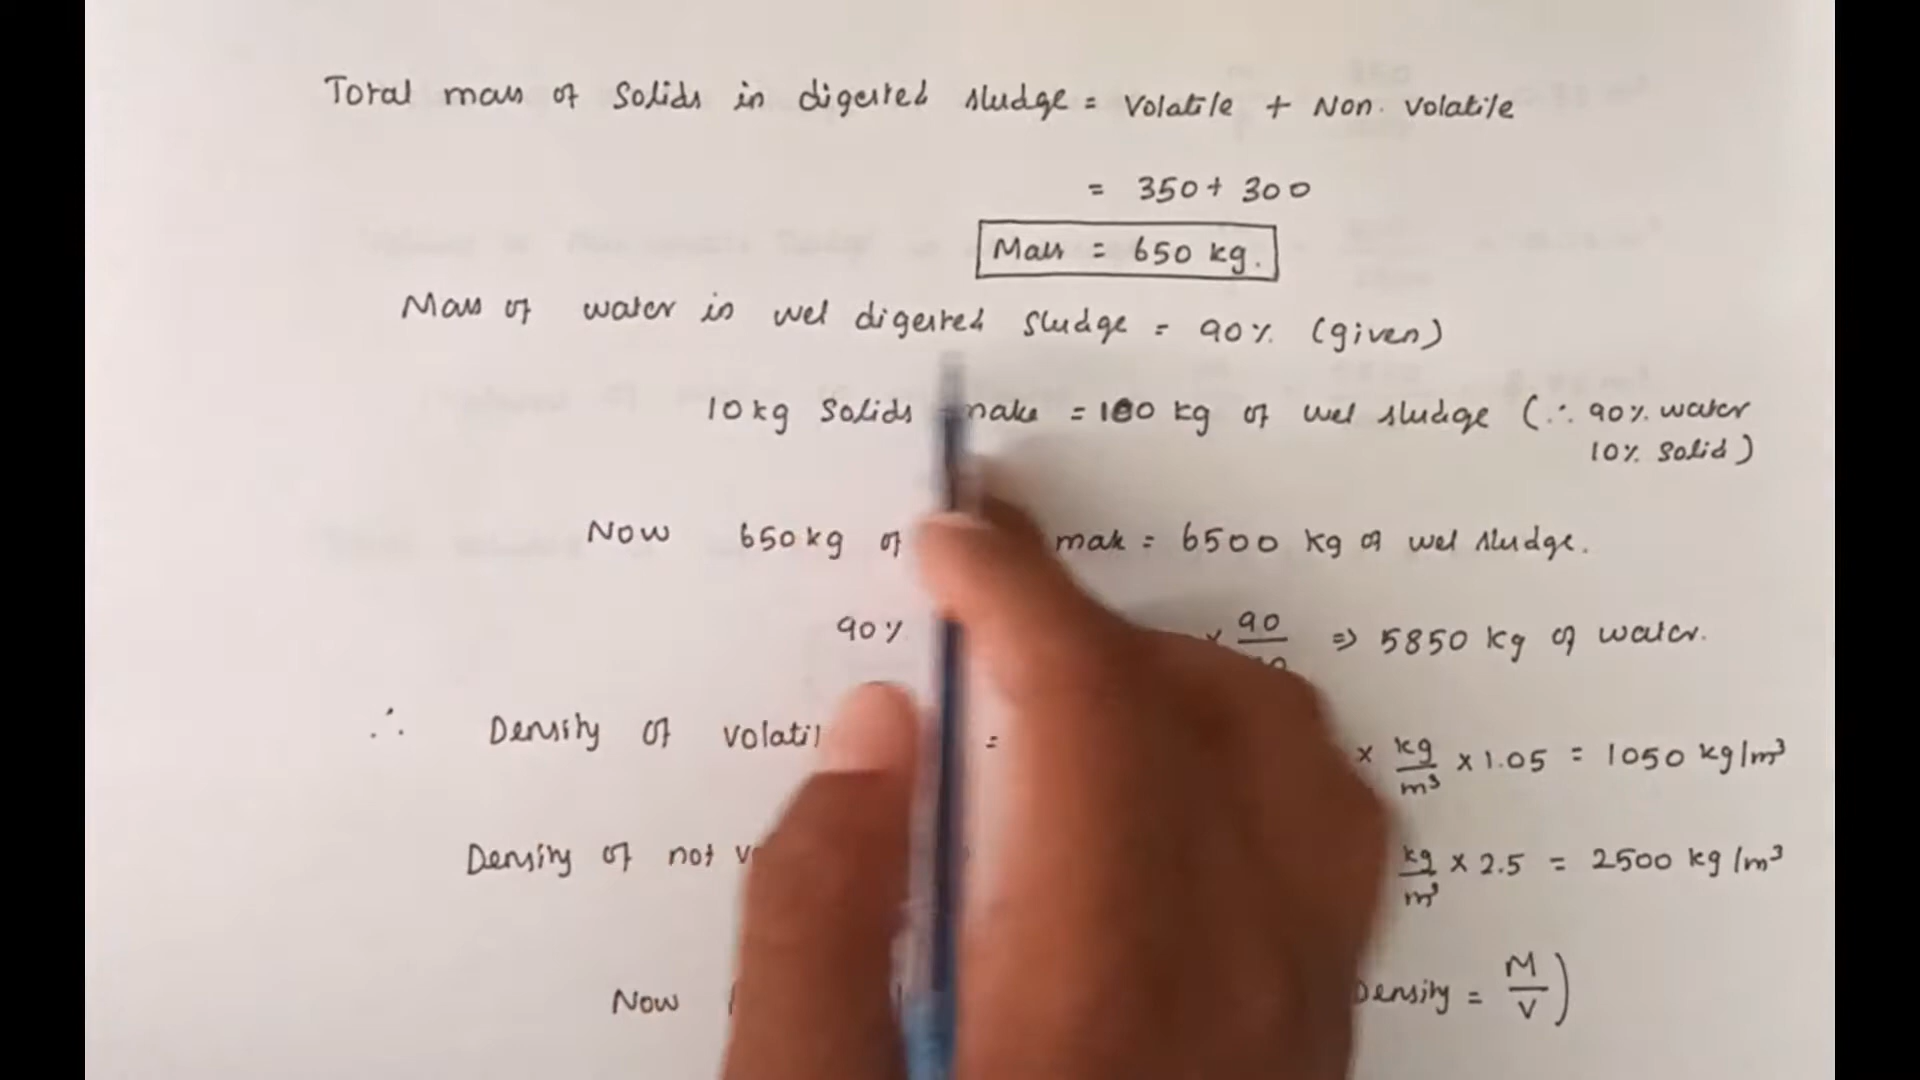 Total mass of Solids in digested sludge = Volatile + Non. Volatile
= 350 + 300
Mass = 650 kg.
Mass of water in wet digested sludge = 90% (given)
10 kg Solids make = 100 kg of wet sludge (∴ 90% water
10% Solid)
Now 650 kg of mak = 6500 kg of wet sludge.
90% × 90 ⇒ 5850 kg of water.
∴ Density of = × kg/m³ × 1.05 = 1050 kg/m³
Density of not kg/m³ × 2.5 = 2500 kg/m³
Now Density = M/V)